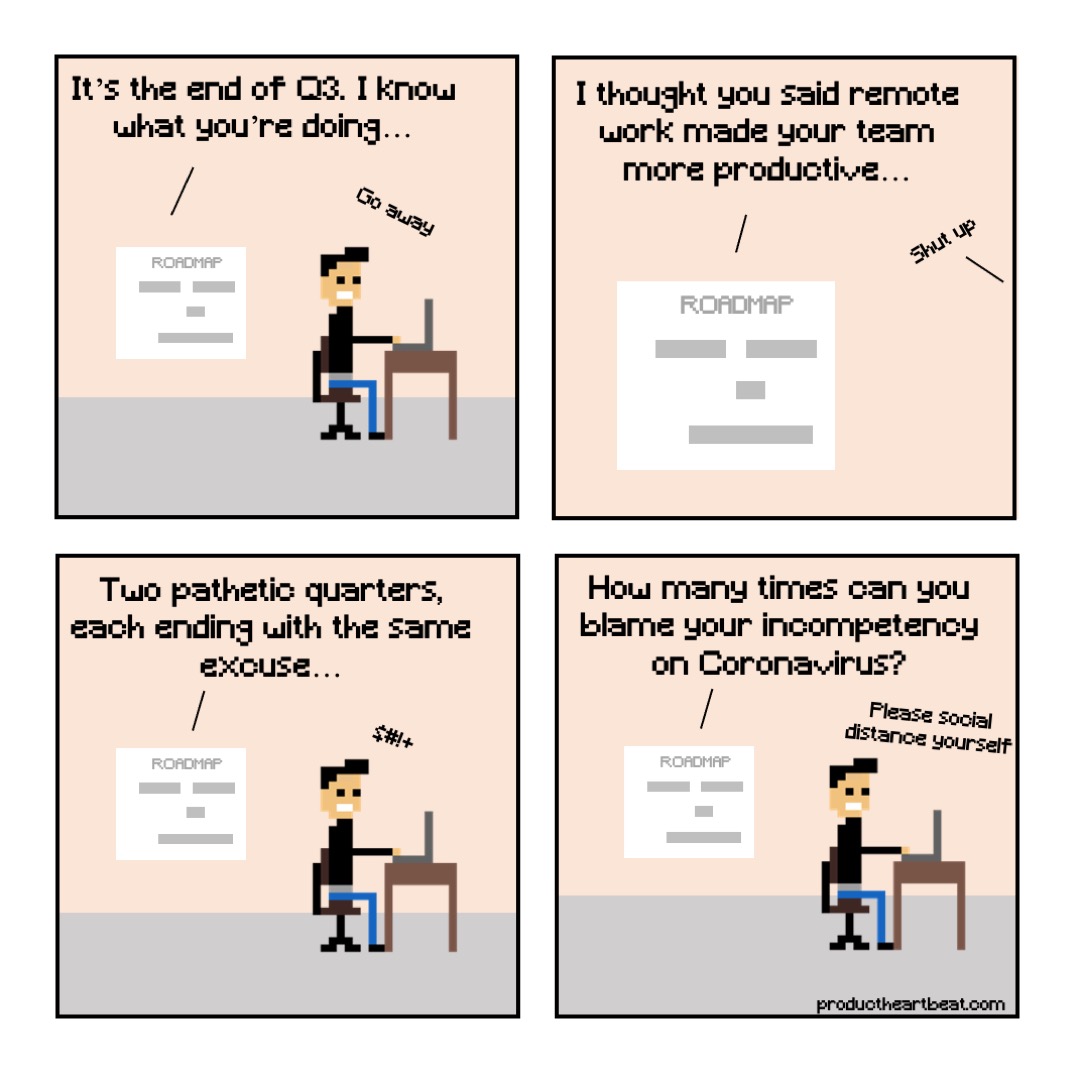 It's the end of Q3. I know
what you're doing...
Go away
ROADMAP
I thought you said remote
work made your team
more productive...
Shut up
ROADMAP
Two pathetic quarters,
each ending with the same
excuse...
$#!+
ROADMAP
How many times can you
blame your incompetency
on Coronavirus?
Please social
distance yourself
ROADMAP
productheartbeat.com